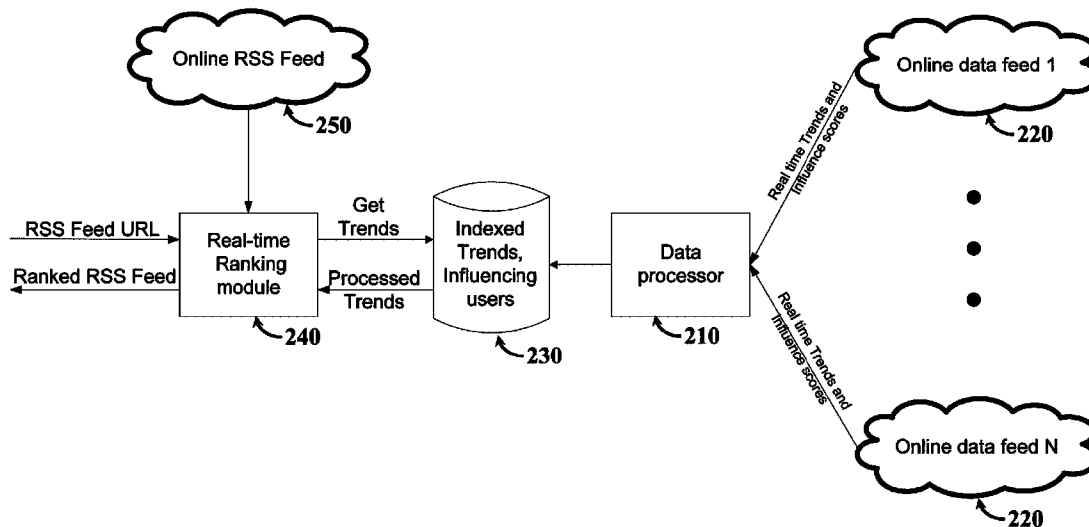 Online RSS Feed
250
Online data feed 1
220
Real time Trends and
Influence scores
RSS Feed URL
Ranked RSS Feed
Real-time
Ranking
module
240
Get
Trends
Processed
Trends
Indexed
Trends,
Influencing
users
230
Data
processor
210
Real time Trends and
Influence scores
Online data feed N
220